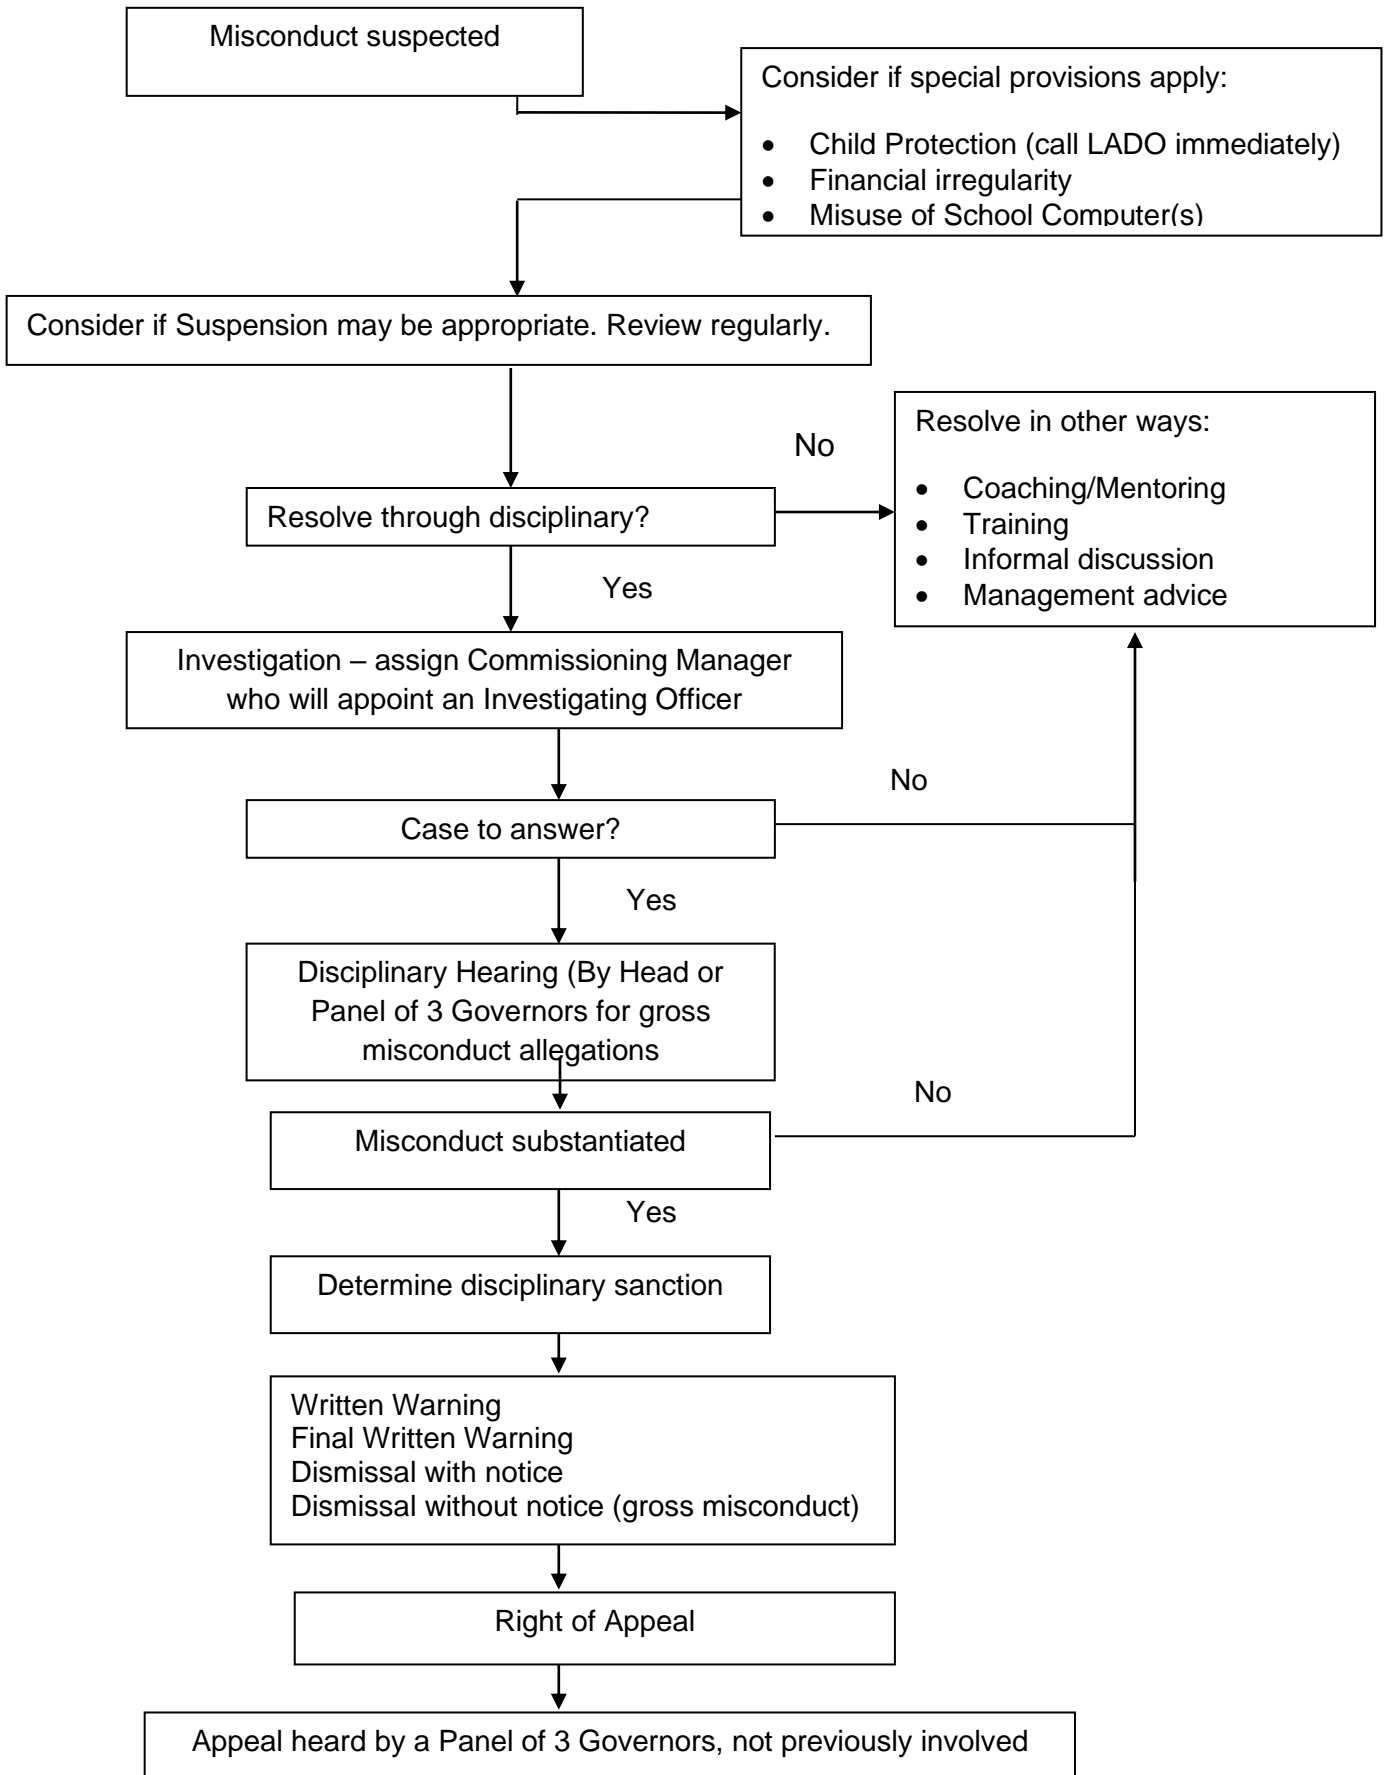 Misconduct suspected
Consider if special provisions apply:
• Child Protection (call LADO immediately)
• Financial irregularity
• Misuse of School Computer(s)
Consider if Suspension may be appropriate. Review regularly.
No
Resolve in other ways:
• Coaching/Mentoring
• Training
• Informal discussion
• Management advice
Resolve through disciplinary?
Yes
Investigation – assign Commissioning Manager
who will appoint an Investigating Officer
No
Case to answer?
Yes
Disciplinary Hearing (By Head or
Panel of 3 Governors for gross
misconduct allegations
No
Misconduct substantiated
Yes
Determine disciplinary sanction
Written Warning
Final Written Warning
Dismissal with notice
Dismissal without notice (gross misconduct)
Right of Appeal
Appeal heard by a Panel of 3 Governors, not previously involved